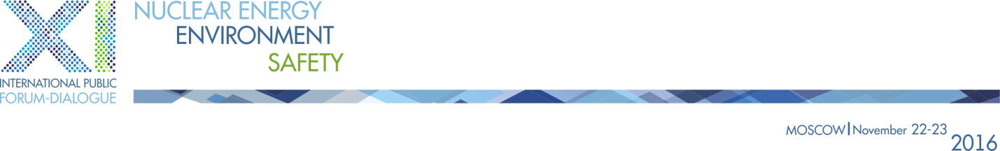 XI
INTERNATIONAL PUBLIC
FORUM-DIALOGUE
NUCLEAR ENERGY
ENVIRONMENT
SAFETY
MOSCOW | November 22-23
2016